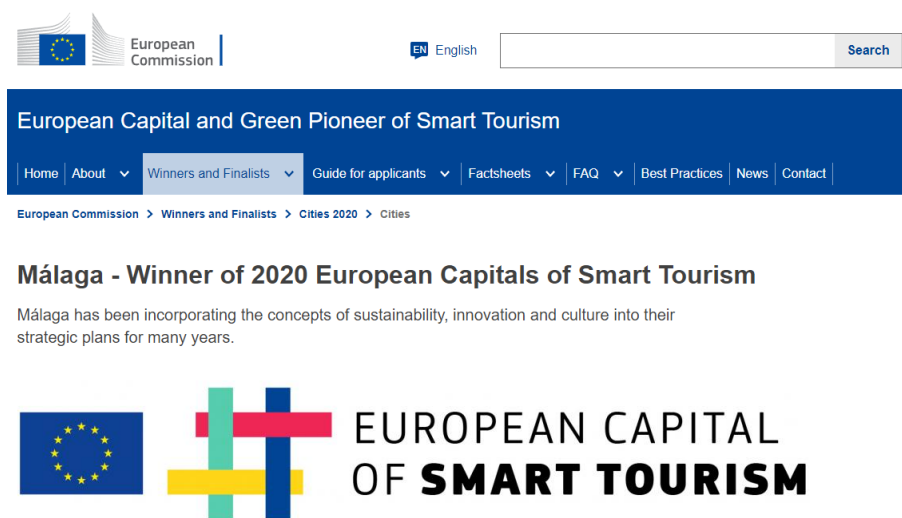 European
Commission
EN English
Search
European Capital and Green Pioneer of Smart Tourism
Home About Winners and Finalists Guide for applicants Factsheets FAQ Best Practices News Contact
European Commission > Winners and Finalists > Cities 2020 > Cities
Málaga - Winner of 2020 European Capitals of Smart Tourism
Málaga has been incorporating the concepts of sustainability, innovation and culture into their
strategic plans for many years.
EUROPEAN CAPITAL
OF SMART TOURISM